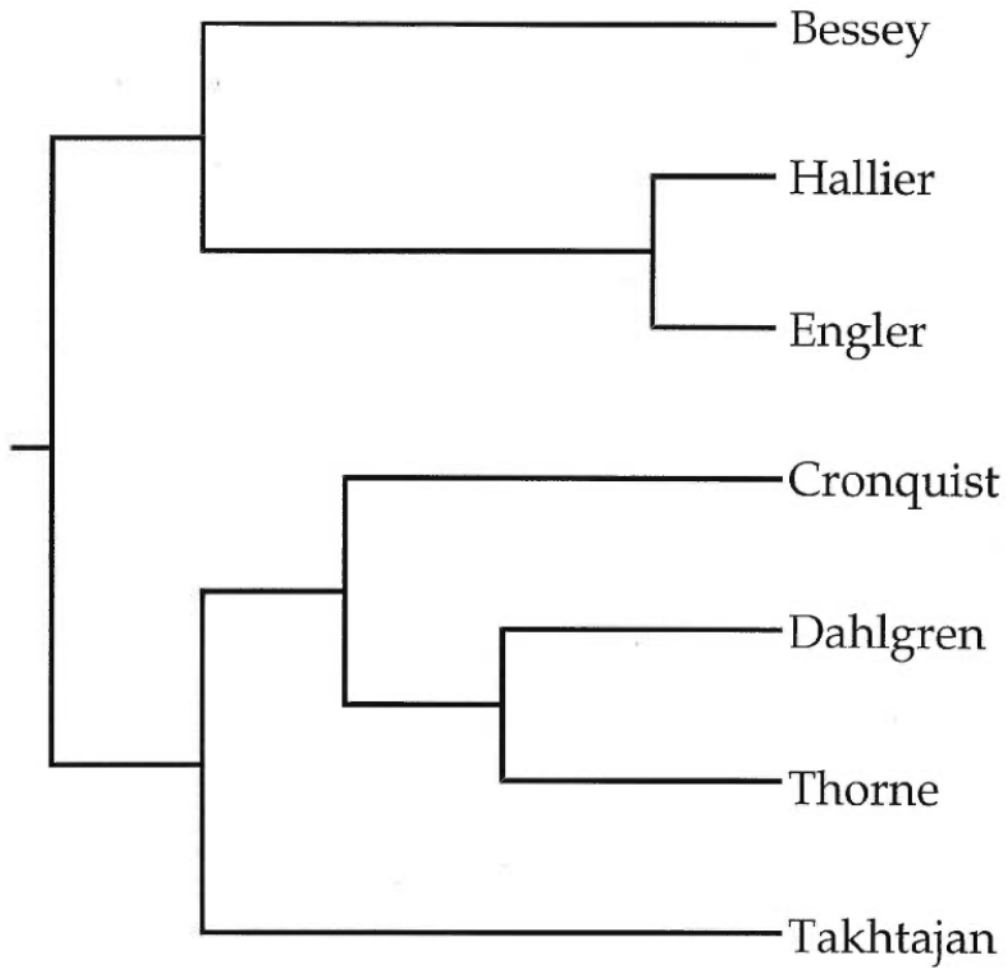 Bessey
Hallier
Engler
Cronquist
Dahlgren
Thorne
Takhtajan